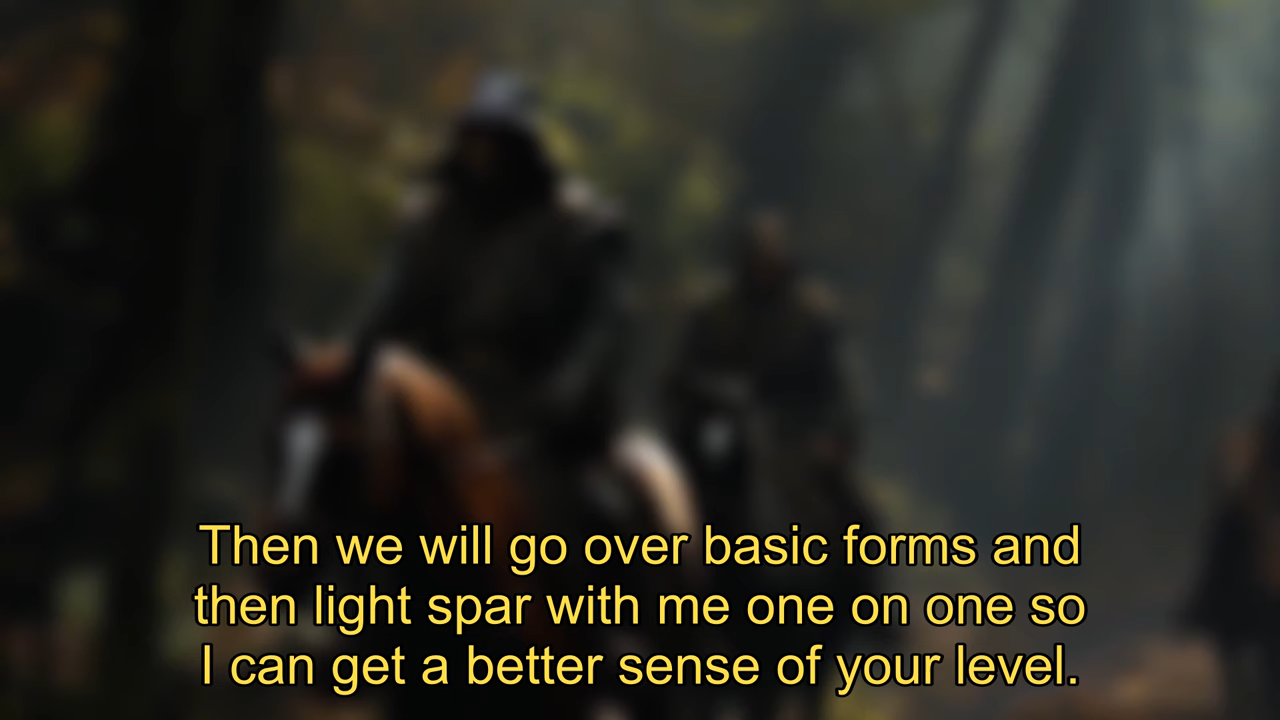 Then we will go over basic forms and
then light spar with me one on one so
I can get a better sense of your level.